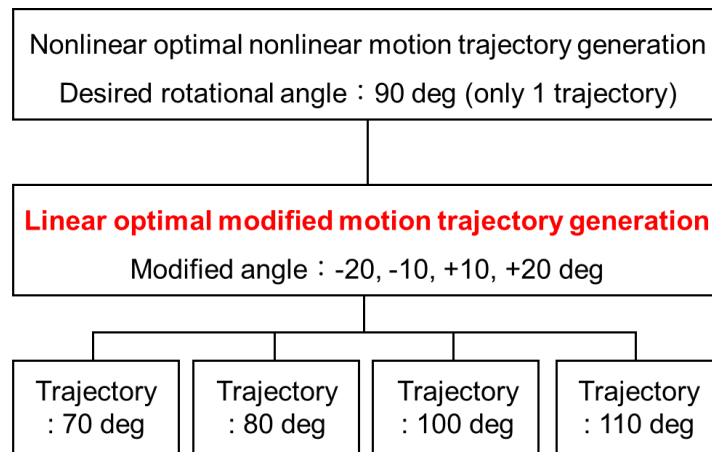 Nonlinear optimal nonlinear motion trajectory generation
Desired rotational angle：90 deg (only 1 trajectory)
Linear optimal modified motion trajectory generation
Modified angle：-20, -10, +10, +20 deg
Trajectory
: 70 deg
Trajectory
: 80 deg
Trajectory
: 100 deg
Trajectory
: 110 deg